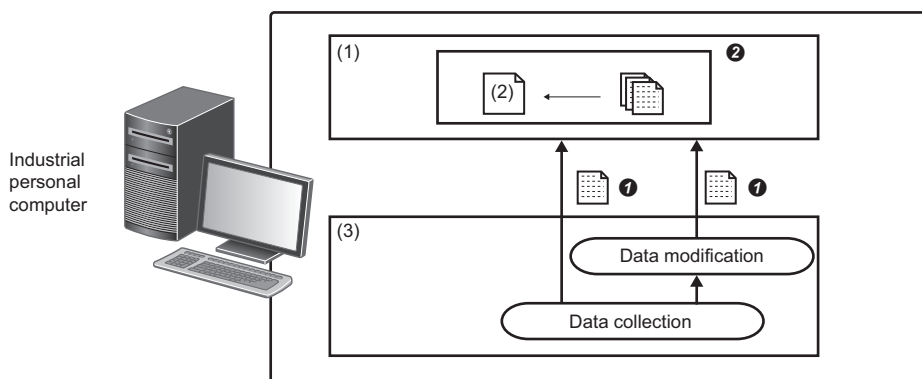 (1)
❷
(2)
Industrial
personal
computer
❶
❶
(3)
Data modification
Data collection